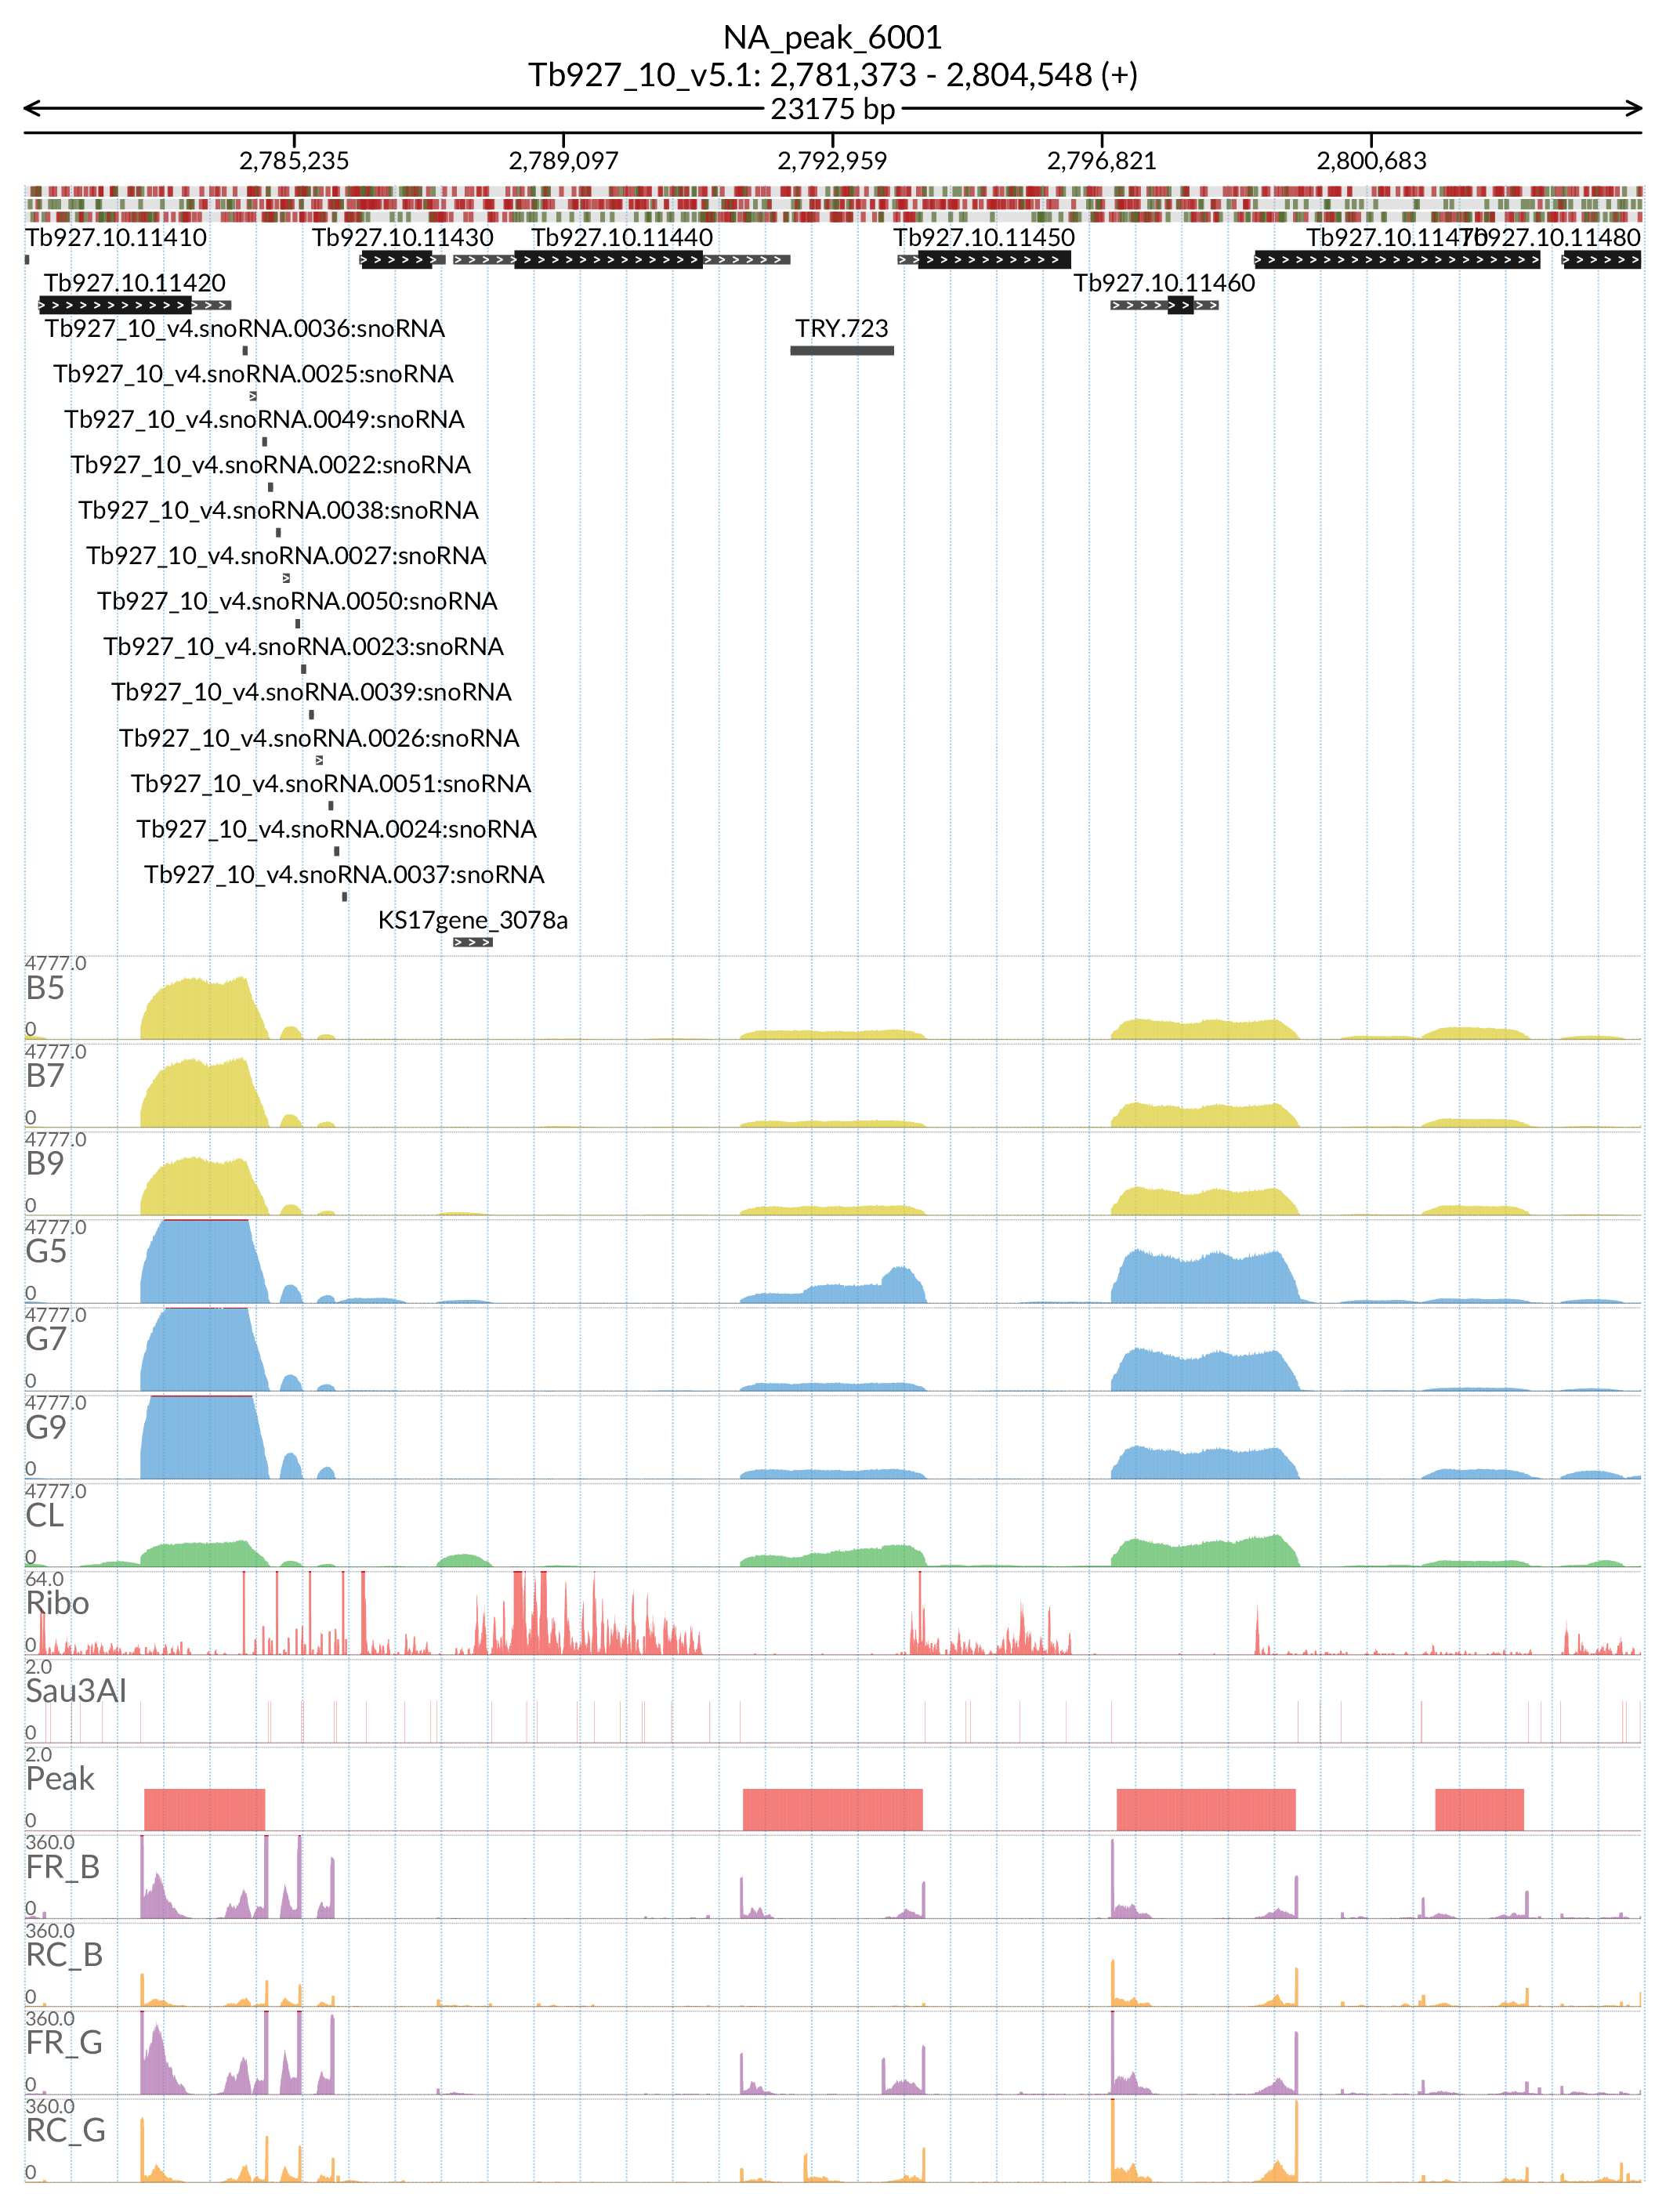 NA_peak_6001
Tb927_10_v5.1: 2,781,373 - 2,804,548 (+)
23175 bp
2,785,235 2,789,097 2,792,959 2,796,821 2,800,683
Tb927.10.11410 Tb927.10.11430 Tb927.10.11440 Tb927.10.11450 Tb927.10.11470 Tb927.10.11480
Tb927.10.11420 Tb927.10.11460
Tb927_10_v4.snoRNA.0036:snoRNA TRY.723
Tb927_10_v4.snoRNA.0025:snoRNA
Tb927_10_v4.snoRNA.0049:snoRNA
Tb927_10_v4.snoRNA.0022:snoRNA
Tb927_10_v4.snoRNA.0038:snoRNA
Tb927_10_v4.snoRNA.0027:snoRNA
Tb927_10_v4.snoRNA.0050:snoRNA
Tb927_10_v4.snoRNA.0023:snoRNA
Tb927_10_v4.snoRNA.0039:snoRNA
Tb927_10_v4.snoRNA.0026:snoRNA
Tb927_10_v4.snoRNA.0051:snoRNA
Tb927_10_v4.snoRNA.0024:snoRNA
Tb927_10_v4.snoRNA.0037:snoRNA
KS17gene_3078a
4777.0
B5
0
4777.0
B7
0
4777.0
B9
0
4777.0
G5
0
4777.0
G7
0
4777.0
G9
0
4777.0
CL
0
64.0
Ribo
0
2.0
Sau3AI
0
2.0
Peak
0
360.0
FR_B
0
360.0
RC_B
0
360.0
FR_G
0
360.0
RC_G
0